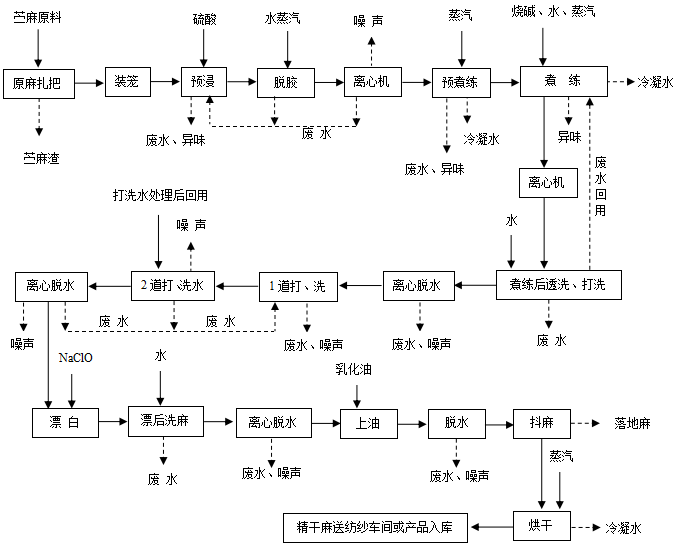 苎麻原料
硫酸
水蒸汽
噪 声
蒸汽
烧碱、水、蒸汽
原麻扎把
装笼
预浸
脱胶
离心机
预煮练
煮 练
冷凝水
苎麻渣
废水、异味
废 水
废水、异味
冷凝水
异味
离心机
废水回用
打洗水处理后回用
噪 声
水
离心脱水
2道打、洗水
1道打、洗
离心脱水
煮练后透洗、打洗
噪声
废 水
废 水
废水、噪声
废水、噪声
废 水
NaClO
水
乳化油
漂 白
漂后洗麻
离心脱水
上油
脱水
抖麻
落地麻
废 水
废水、噪声
废水、噪声
蒸汽
精干麻送纺纱车间或产品入库
烘干
冷凝水